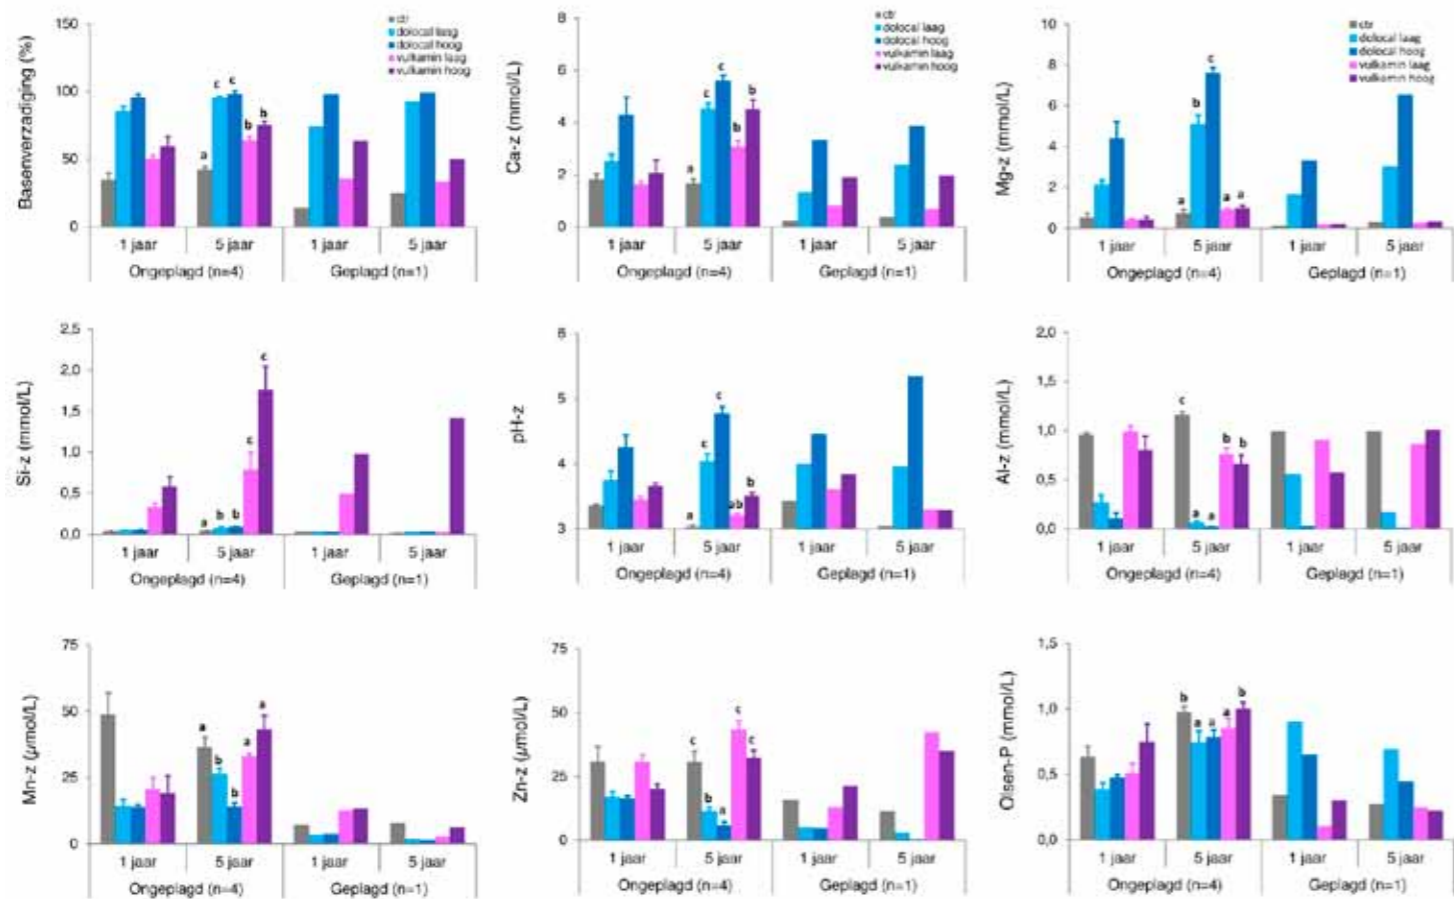 Basenverzadiging (%)
150
100
50
0
ctr
dolocal laag
dolocal hoog
vulkamin laag
vulkamin hoog
a
c
c
b
b
1 jaar
5 jaar
1 jaar
5 jaar
Ongeplagd (n=4)
Geplagd (n=1)
Ca-z (mmol/L)
8
6
4
2
0
ctr
dolocal laag
dolocal hoog
vulkamin laag
vulkamin hoog
a
c
c
b
b
1 jaar
5 jaar
1 jaar
5 jaar
Ongeplagd (n=4)
Geplagd (n=1)
Mg-z (mmol/L)
10
8
6
4
2
0
ctr
dolocal laag
dolocal hoog
vulkamin laag
vulkamin hoog
a
b
c
a
a
1 jaar
5 jaar
1 jaar
5 jaar
Ongeplagd (n=4)
Geplagd (n=1)
Si-z (mmol/L)
2,5
2,0
1,5
1,0
0,5
0,0
a
b
b
c
c
1 jaar
5 jaar
1 jaar
5 jaar
Ongeplagd (n=4)
Geplagd (n=1)
pH-z
6
5
4
3
a
c
c
ab
b
1 jaar
5 jaar
1 jaar
5 jaar
Ongeplagd (n=4)
Geplagd (n=1)
Al-z (mmol/L)
2,0
1,5
1,0
0,5
0,0
c
a
a
b
b
1 jaar
5 jaar
1 jaar
5 jaar
Ongeplagd (n=4)
Geplagd (n=1)
Mn-z (µmol/L)
75
50
25
0
a
b
b
a
a
1 jaar
5 jaar
1 jaar
5 jaar
Ongeplagd (n=4)
Geplagd (n=1)
Zn-z (µmol/L)
75
50
25
0
c
b
a
c
c
1 jaar
5 jaar
1 jaar
5 jaar
Ongeplagd (n=4)
Geplagd (n=1)
Olsen-P (mmol/L)
1,5
1,0
0,5
0,0
b
a
a
a
b
1 jaar
5 jaar
1 jaar
5 jaar
Ongeplagd (n=4)
Geplagd (n=1)